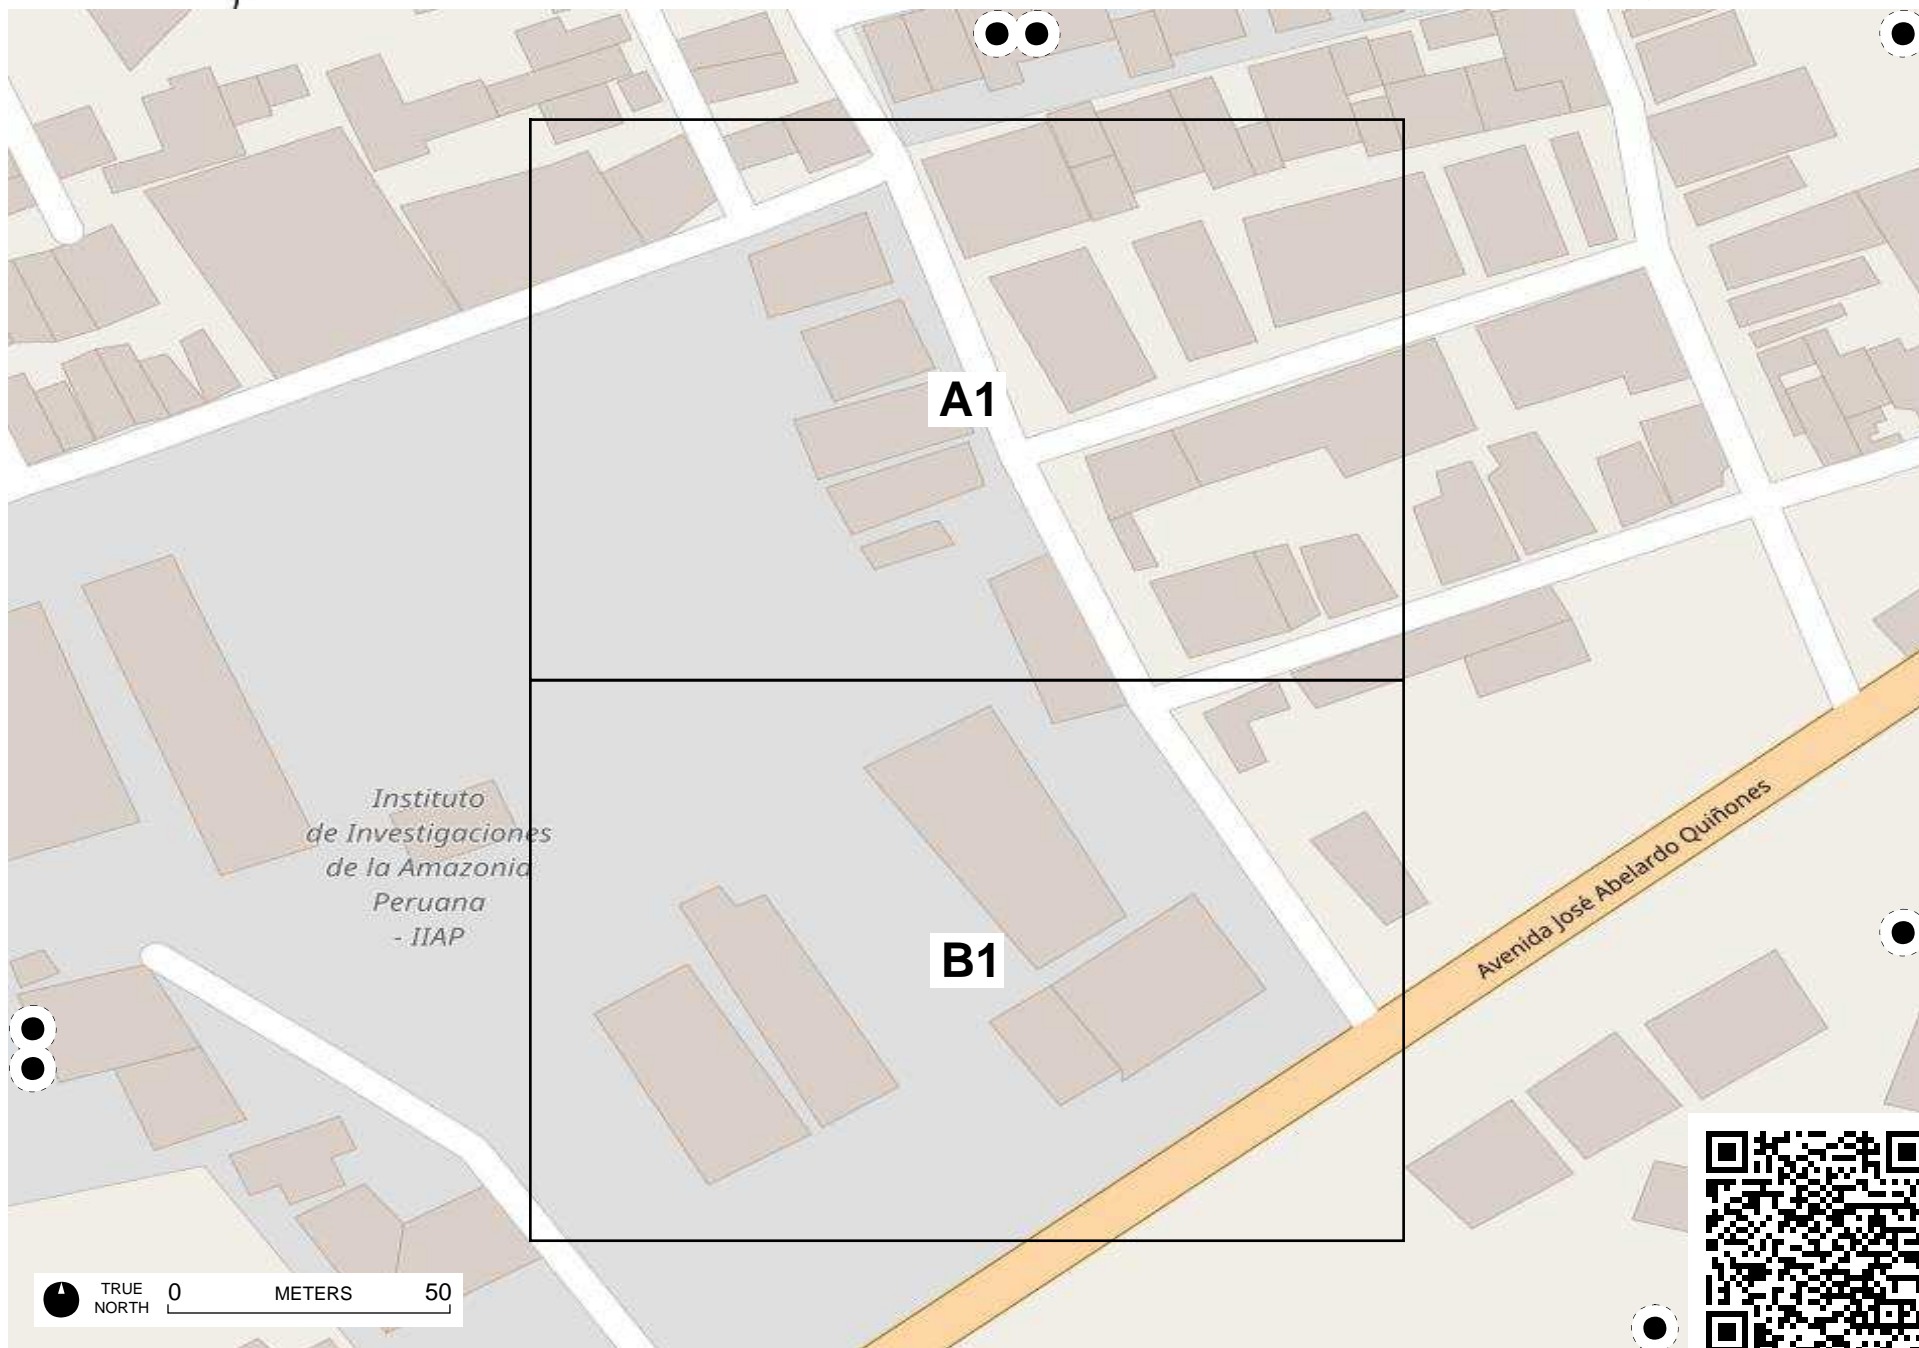 A1
Instituto
de Investigaciones
de la Amazonia
Peruana
- IIAP
Avenida José Abelardo Quiñones
B1
TRUE
NORTH
0 METERS 50